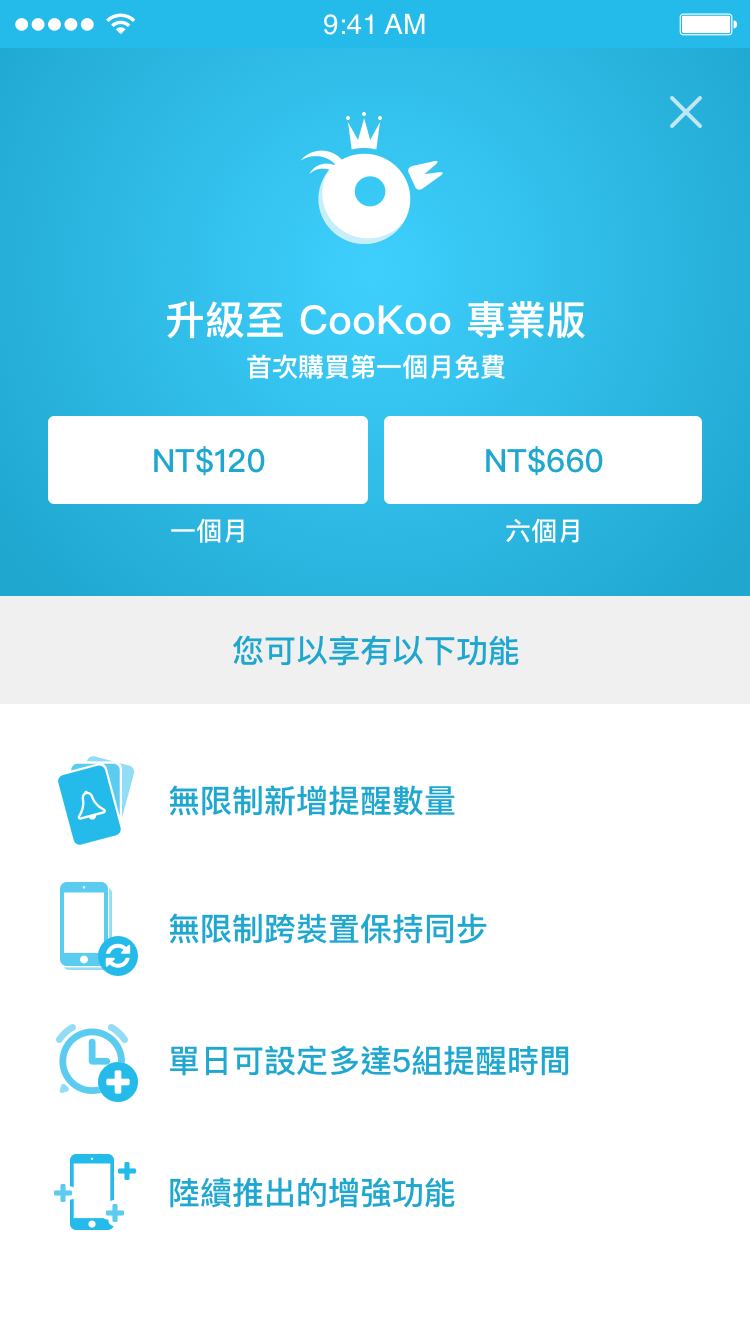 9:41 AM
升級至 CooKoo 專業版
首次購買第一個月免費
NT$120
NT$660
一個月
六個月
您可以享有以下功能
無限制新增提醒數量
無限制跨裝置保持同步
單日可設定多達5組提醒時間
陸續推出的增強功能